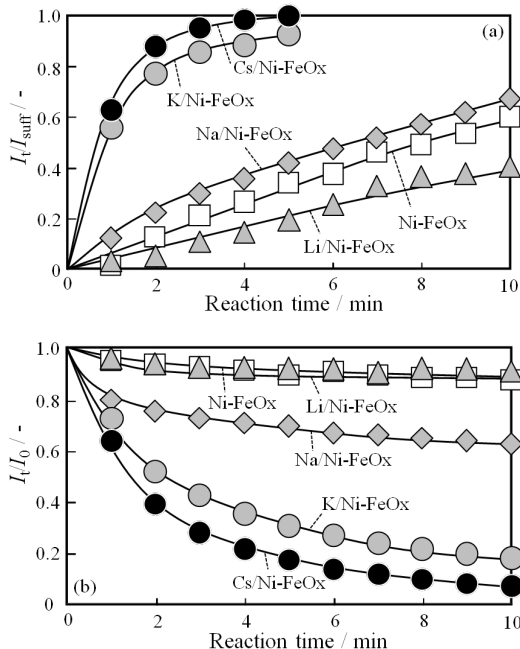 1.0
(a)
0.8
Cs/Ni-FeOx
K/Ni-FeOx
0.6
It/Isuff / -
Na/Ni-FeOx
0.4
Ni-FeOx
0.2
Li/Ni-FeOx
0
0 2 4 6 8 10
Reaction time / min
1.0
Ni-FeOx
Li/Ni-FeOx
0.8
Na/Ni-FeOx
0.6
It/I0 / -
K/Ni-FeOx
0.4
0.2
(b)
Cs/Ni-FeOx
0
0 2 4 6 8 10
Reaction time / min